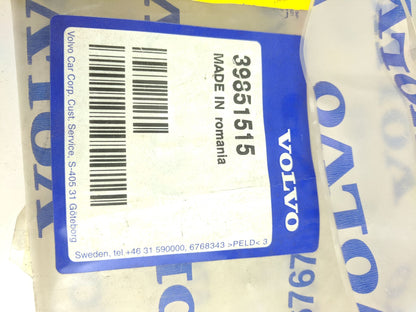 VOLVO
39851515
MADE IN romania
Volvo Car Corp. Cust. Service, S-405 31 Göteborg
Sweden, tel.+46 31 590000, 6768343 >PELD< 3
VOLVO